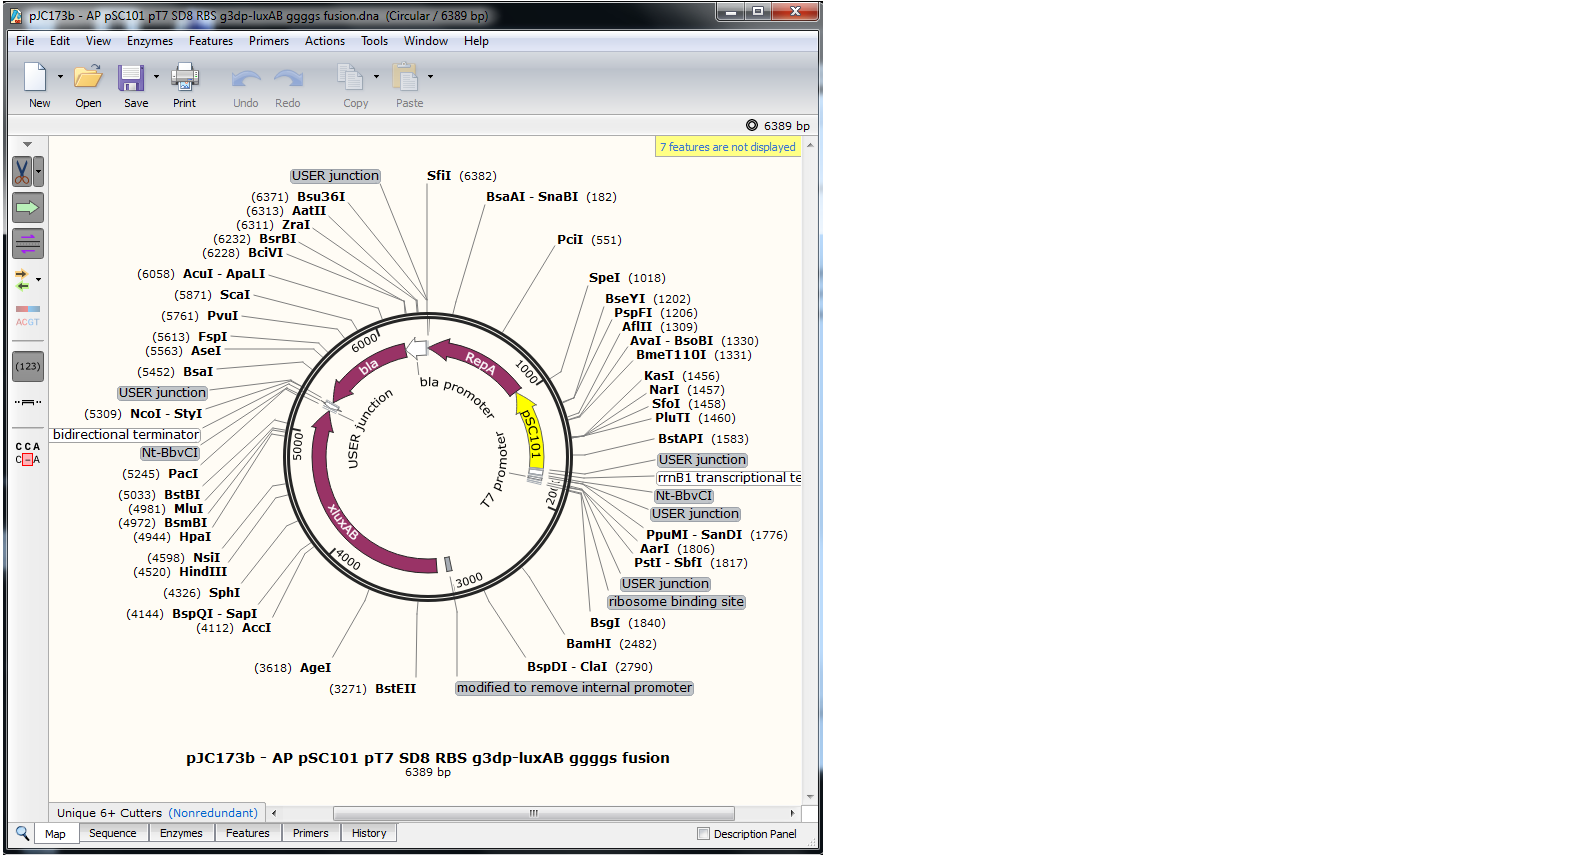 pJC173b - AP pSC101 pT7 SD8 RBS g3dp-luxAB ggggs fusion.dna (Circular / 6389 bp)
File Edit View Enzymes Features Primers Actions Tools Window Help
New Open Save Print Undo Redo Copy Paste
6389 bp
7 features are not displayed
USER junction
SfiI (6382)
(6371) Bsu36I
BsaAI - SnaBI (182)
(6313) AatII
(6311) ZraI
(6232) BsrBI
PciI (551)
(6228) BciVI
(6058) AcuI - ApaLI
SpeI (1018)
(5871) ScaI
BseYI (1202)
PspFI (1206)
(5761) PvuI
AflII (1309)
(5613) FspI
AvaI - BsoBI (1330)
(5563) AseI
BmeT110I (1331)
(5452) BsaI
KasI (1456)
USER junction
NarI (1457)
SfoI (1458)
(5309) NcoI - StyI
PluTI (1460)
bidirectional terminator
BstAPI (1583)
Nt-BbvCI
USER junction
(5245) PacI
rrnB1 transcriptional te
(5033) BstBI
Nt-BbvCI
(4981) MluI
USER junction
(4972) BsmBI
PpuMI - SanDI (1776)
(4944) HpaI
AarI (1806)
(4598) NsiI
PstI - SbfI (1817)
(4520) HindIII
USER junction
(4326) SphI
ribosome binding site
(4144) BspQI - SapI
BsgI (1840)
(4112) AccI
BamHI (2482)
(3618) AgeI
BspDI - ClaI (2790)
(3271) BstEII
modified to remove internal promoter
6000
1000
200
3000
4000
5000
bla
RepA
bla promoter
pSC101
USER junction
T7 promoter
xluxAB
pJC173b - AP pSC101 pT7 SD8 RBS g3dp-luxAB ggggs fusion
6389 bp
ACGT
(123)
C C A
C - A
Unique 6+ Cutters (Nonredundant)
Map Sequence Enzymes Features Primers History
Description Panel